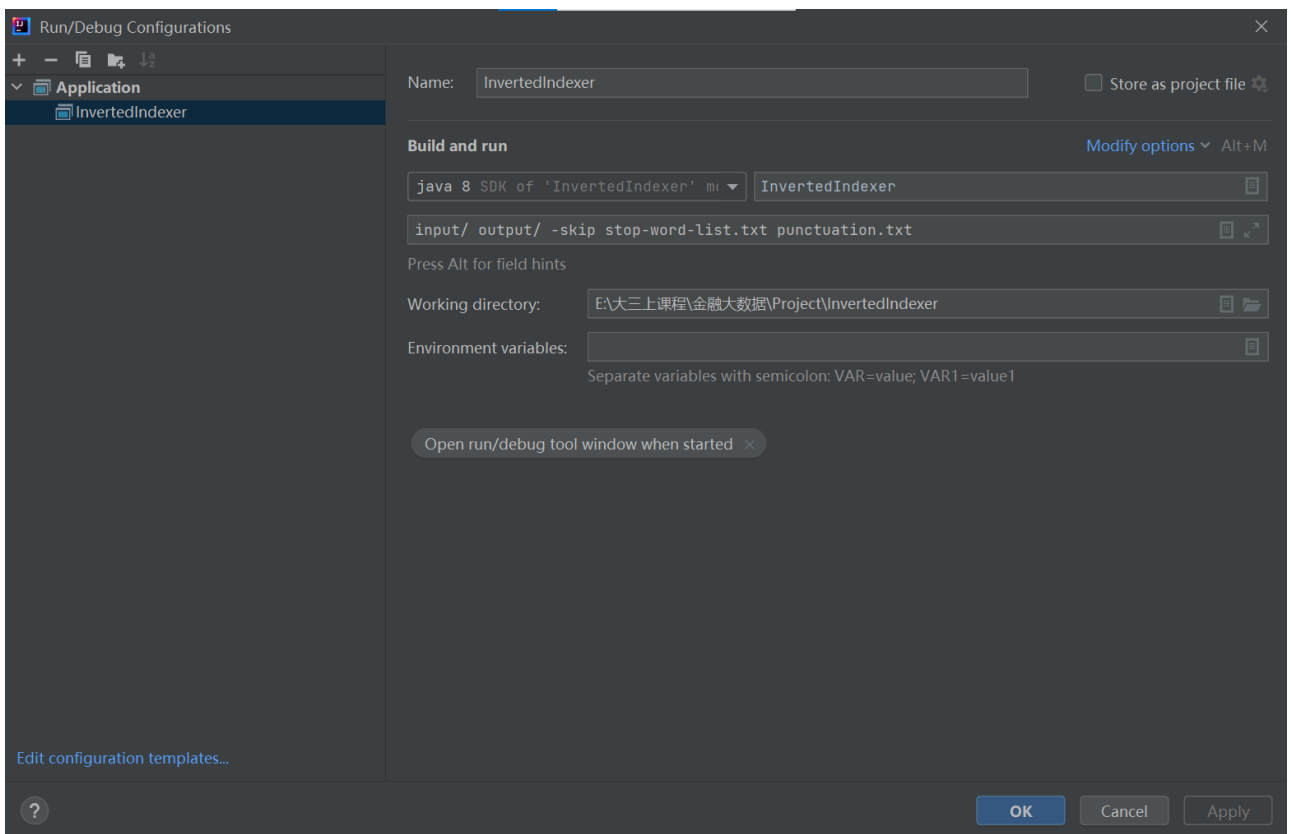 Run/Debug Configurations
Application
InvertedIndexer
Name: InvertedIndexer Store as project file
Build and run Modify options Alt+M
java 8 SDK of 'InvertedIndexer' InvertedIndexer
input/ output/ -skip stop-word-list.txt punctuation.txt
Press Alt for field hints
Working directory: E:\大三上课程\金融大数据\Project\InvertedIndexer
Environment variables:
Separate variables with semicolon: VAR=value; VAR1=value1
Open run/debug tool window when started
Edit configuration templates...
? OK Cancel Apply